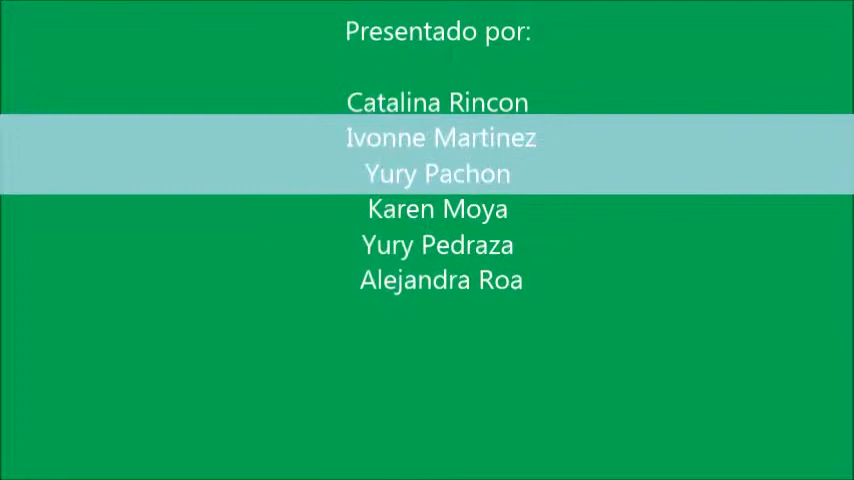 Presentado por:
Catalina Rincon
Ivonne Martinez
Yury Pachon
Karen Moya
Yury Pedraza
Alejandra Roa